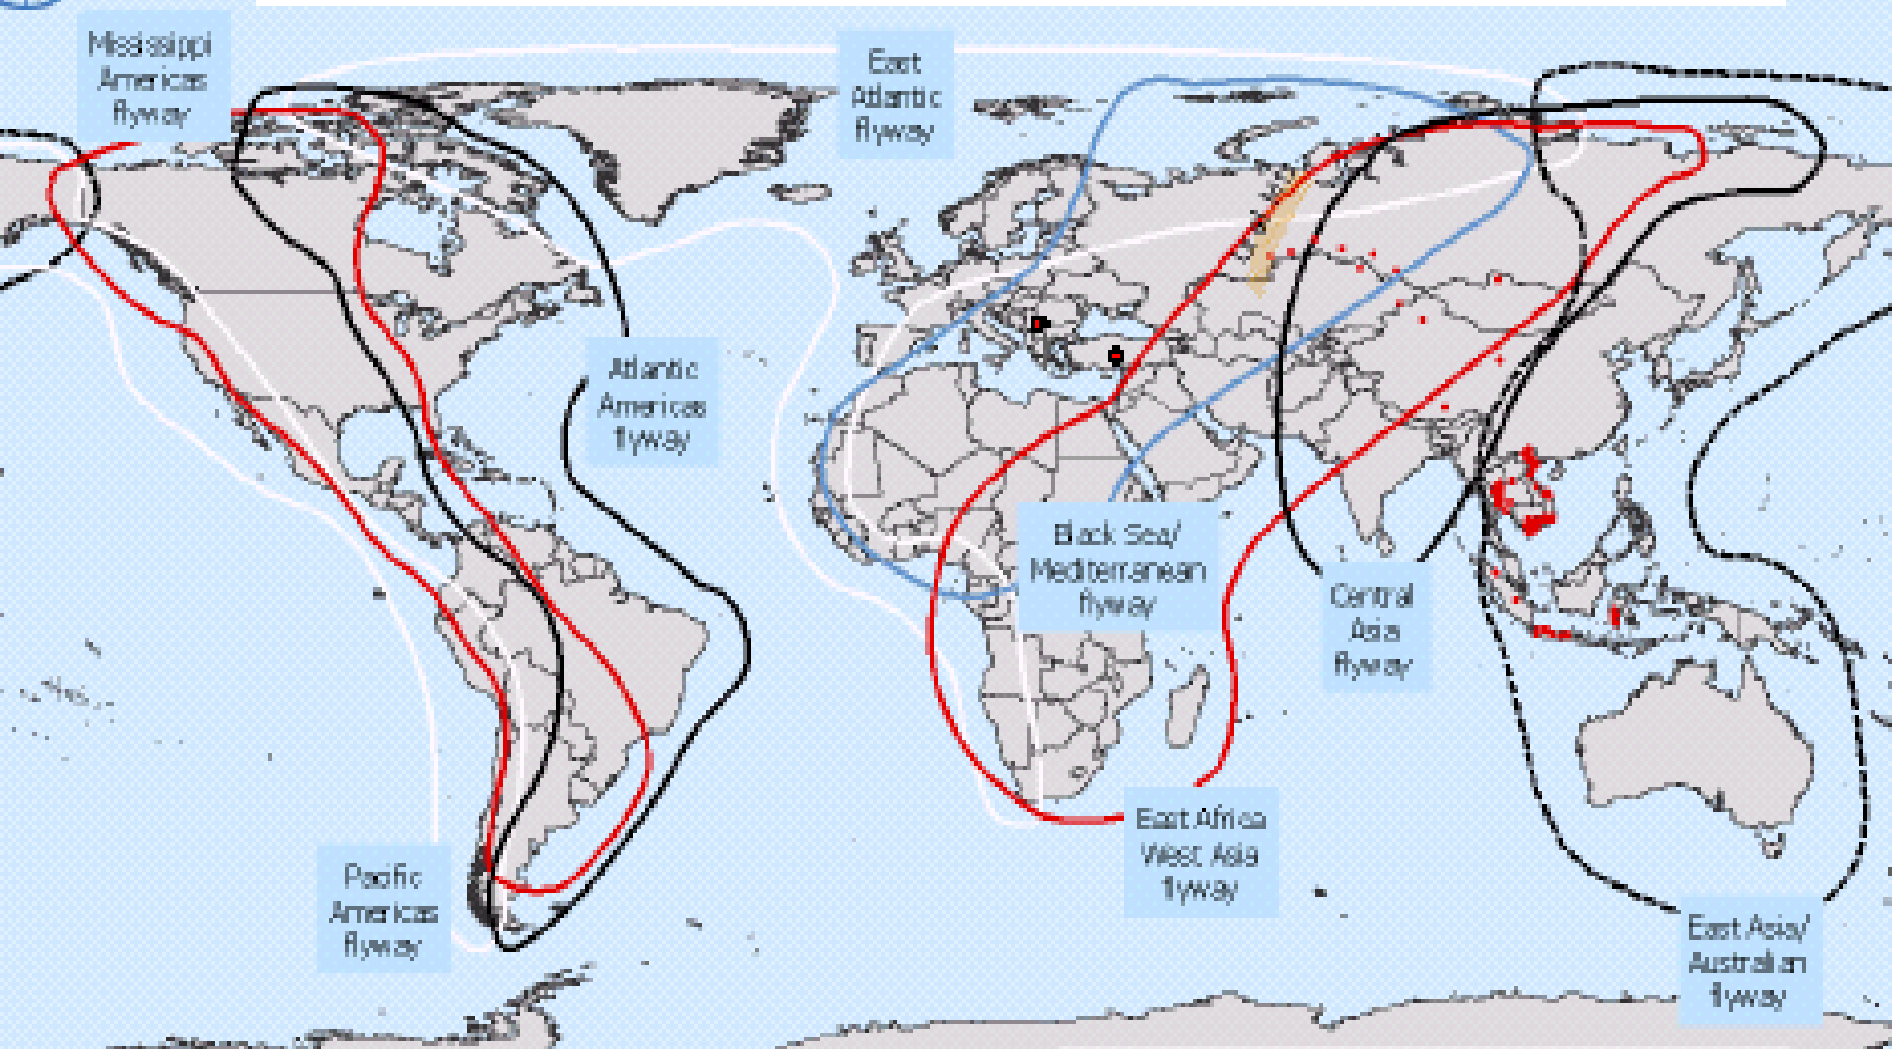 Mississippi
Americas
flyway
East
Atlantic
flyway
Atlantic
Americas
flyway
Black Sea/
Mediterranean
flyway
Central
Asia
flyway
East Africa
West Asia
flyway
Pacific
Americas
flyway
East Asia/
Australian
flyway